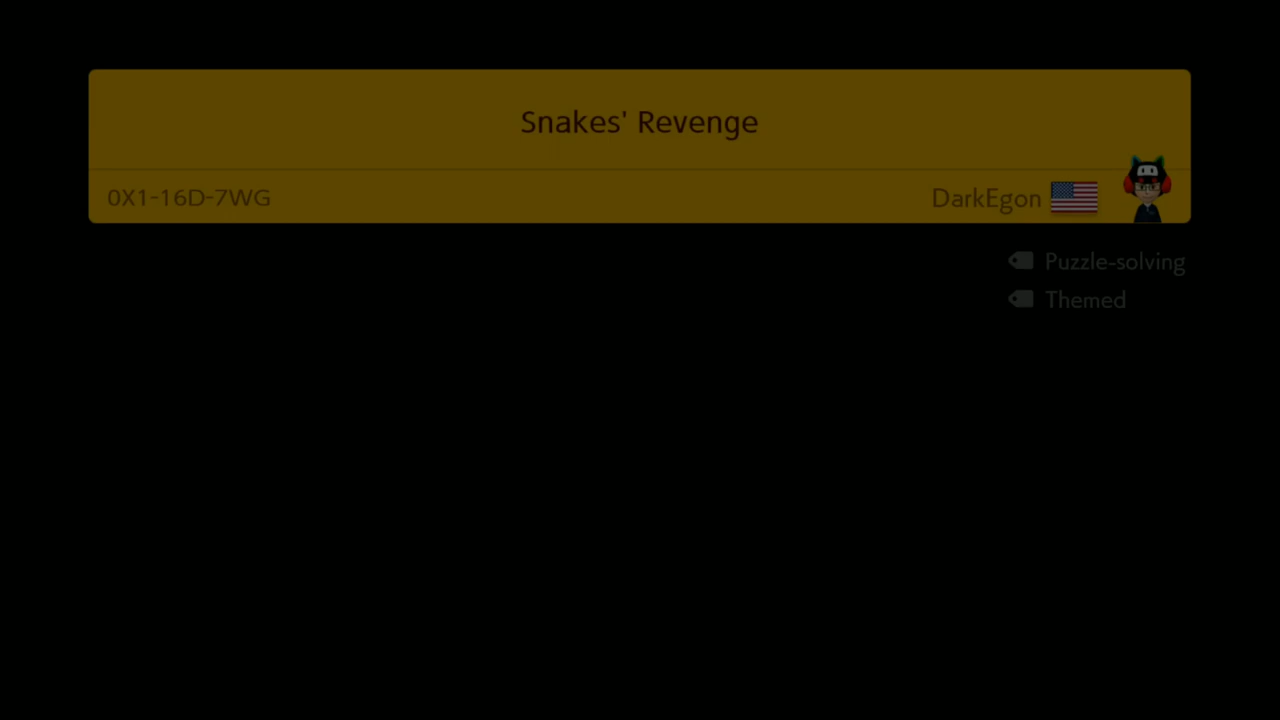 Snakes' Revenge
0X1-16D-7WG
DarkEgon
Puzzle-solving
Themed